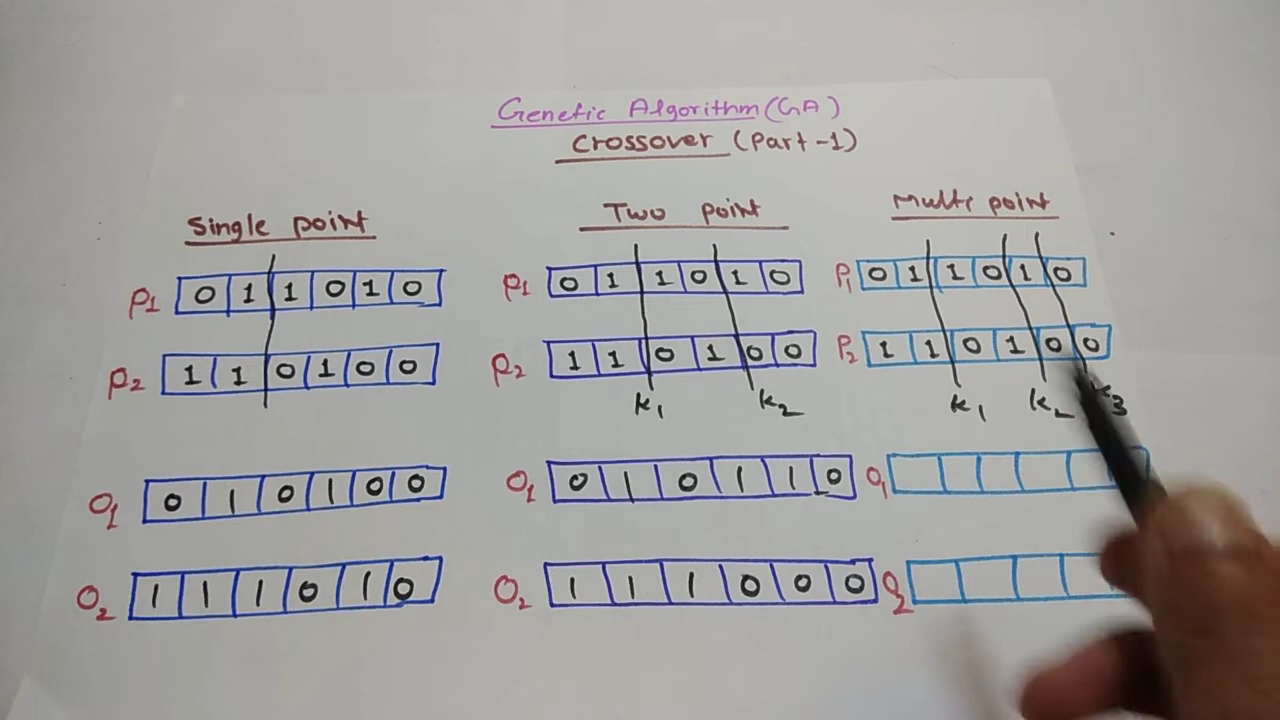 Genetic Algorithm (GA)
Crossover (Part-1)
Single point
P1 0 1 1 0 1 0
P2 1 1 0 1 0 0
O1 0 1 0 1 0 0
O2 1 1 1 0 1 0
Two point
P1 0 1 1 0 1 0
P2 1 1 0 1 0 0
K1 K2
O1 0 1 0 1 1 0
O2 1 1 1 0 0 0
Multi point
P1 0 1 1 0 1 0
P2 1 1 0 1 0 0
K1 K2 K3
O1
O2